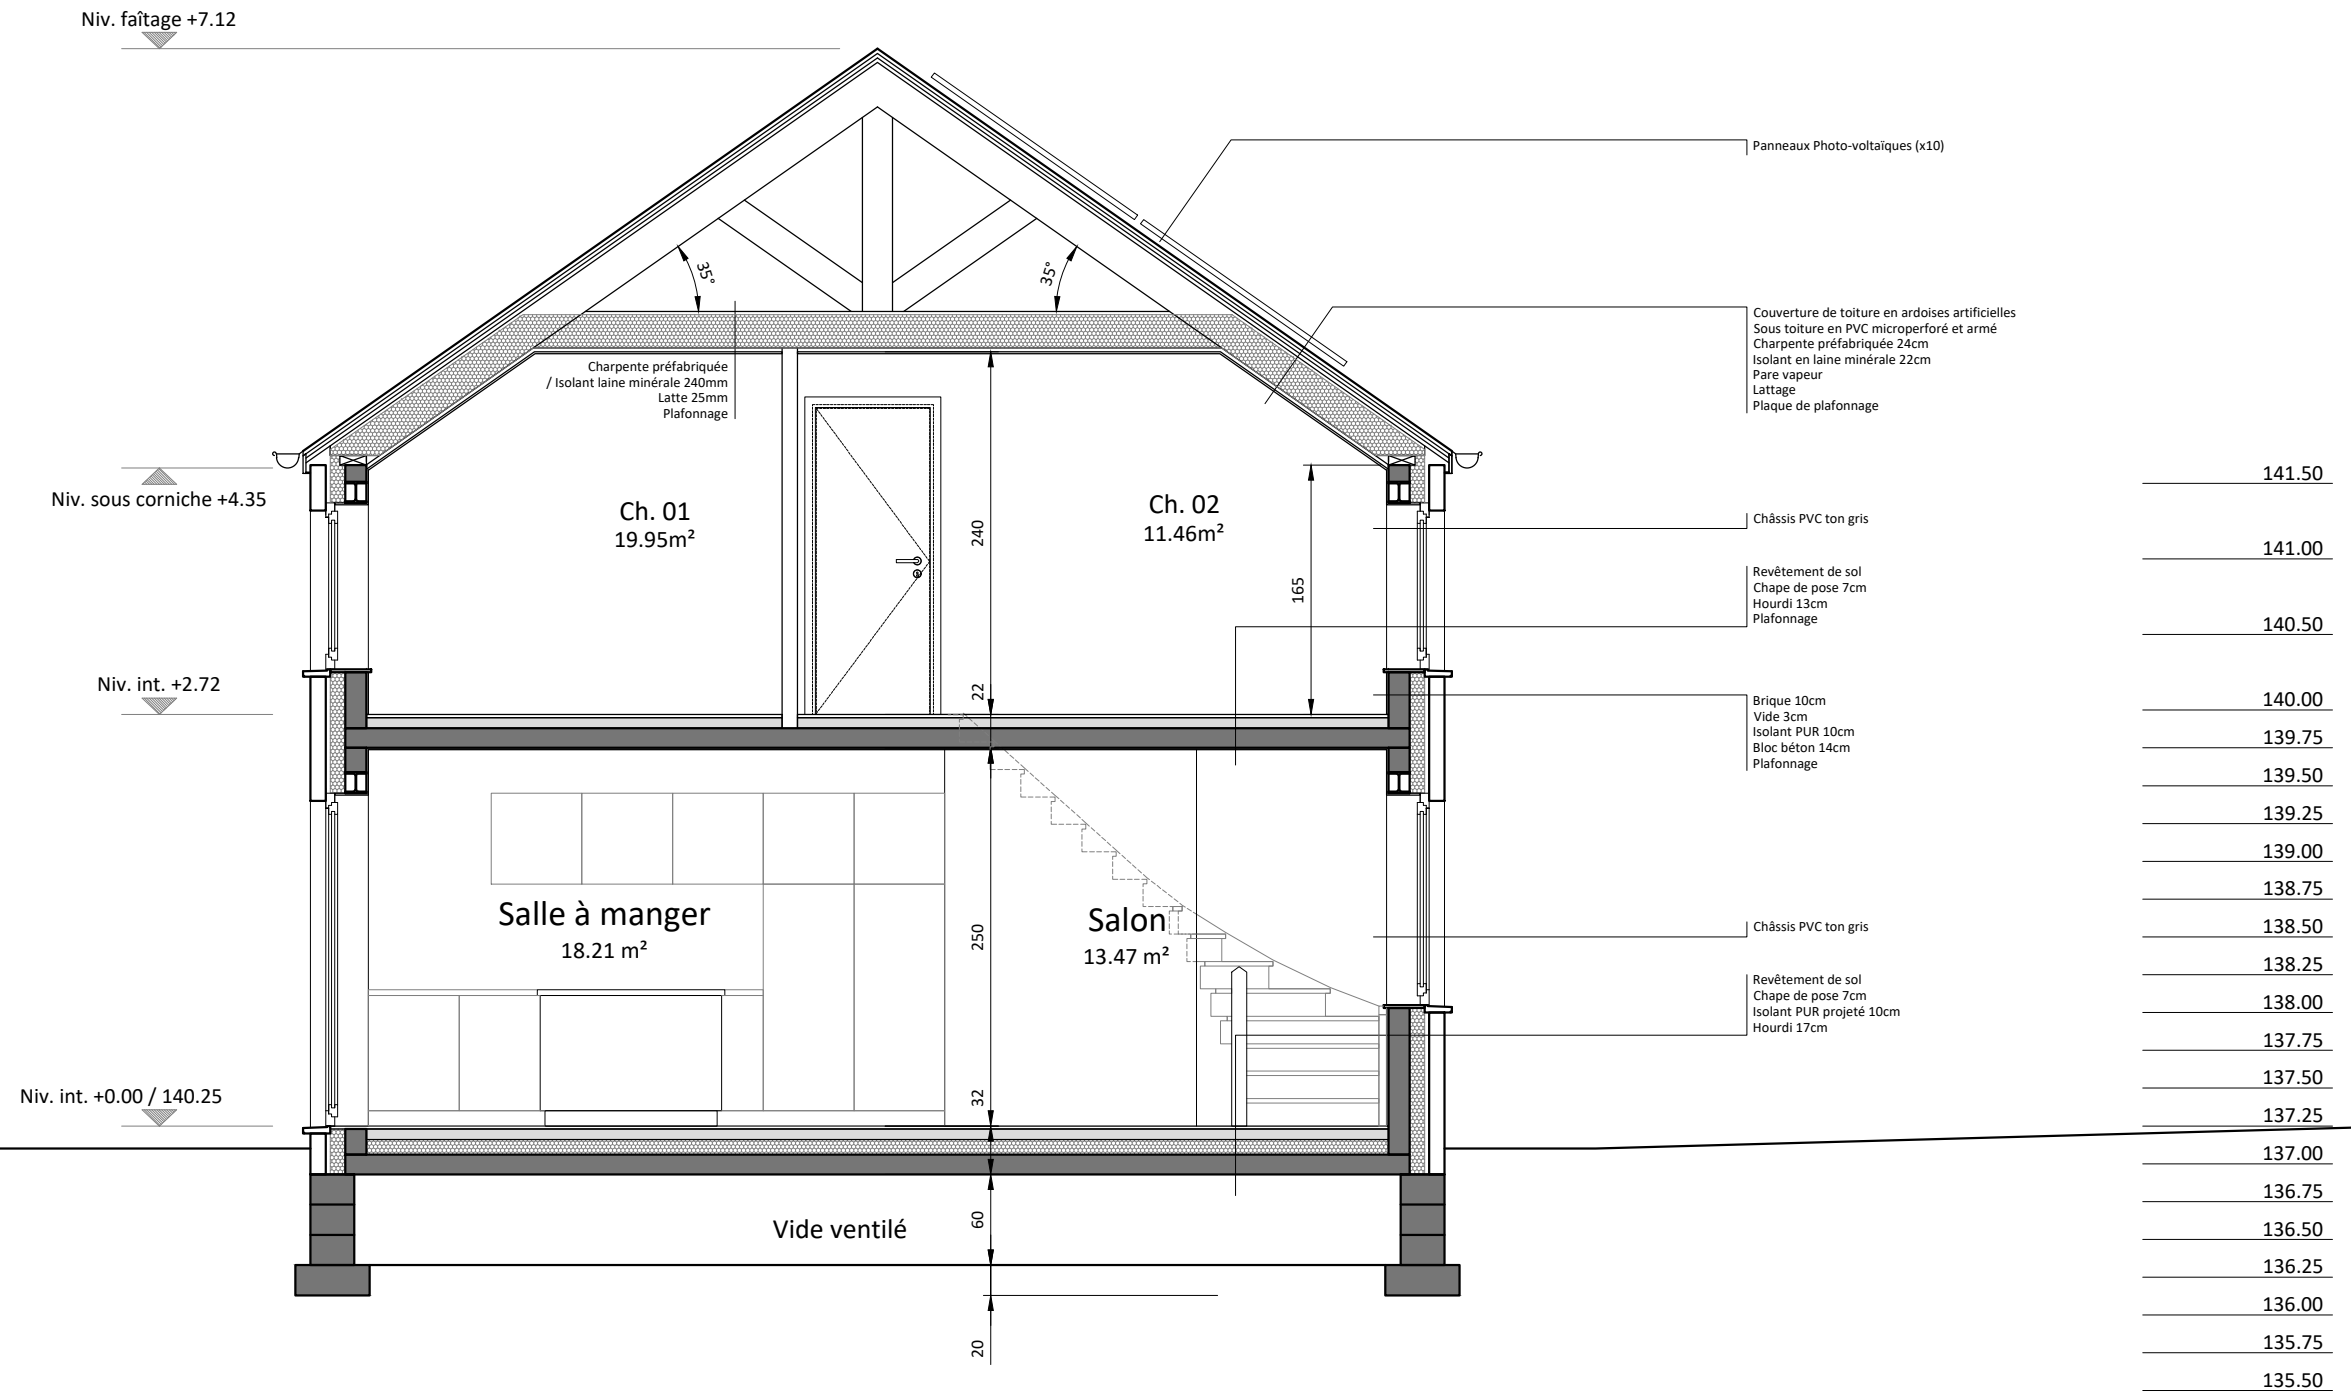 Niv. faîtage +7.12
Panneaux Photo-voltaïques (x10)
35°
35°
Couverture de toiture en ardoises artificielles
Sous toiture en PVC microperforé et armé
Charpente préfabriquée 24cm
Isolant en laine minérale 22cm
Pare vapeur
Lattage
Plaque de plafonnage
Charpente préfabriquée
/ Isolant laine minérale 240mm
Latte 25mm
Plafonnage
Niv. sous corniche +4.35
Ch. 01
19.95m²
Ch. 02
11.46m²
240
165
22
Châssis PVC ton gris
Revêtement de sol
Chape de pose 7cm
Hourdi 13cm
Plafonnage
Niv. int. +2.72
Brique 10cm
Vide 3cm
Isolant PUR 10cm
Bloc béton 14cm
Plafonnage
Salle à manger
18.21 m²
Salon
13.47 m²
250
32
Châssis PVC ton gris
Revêtement de sol
Chape de pose 7cm
Isolant PUR projeté 10cm
Hourdi 17cm
Niv. int. +0.00 / 140.25
Vide ventilé
60
20
141.50
141.00
140.50
140.00
139.75
139.50
139.25
139.00
138.75
138.50
138.25
138.00
137.75
137.50
137.25
137.00
136.75
136.50
136.25
136.00
135.75
135.50